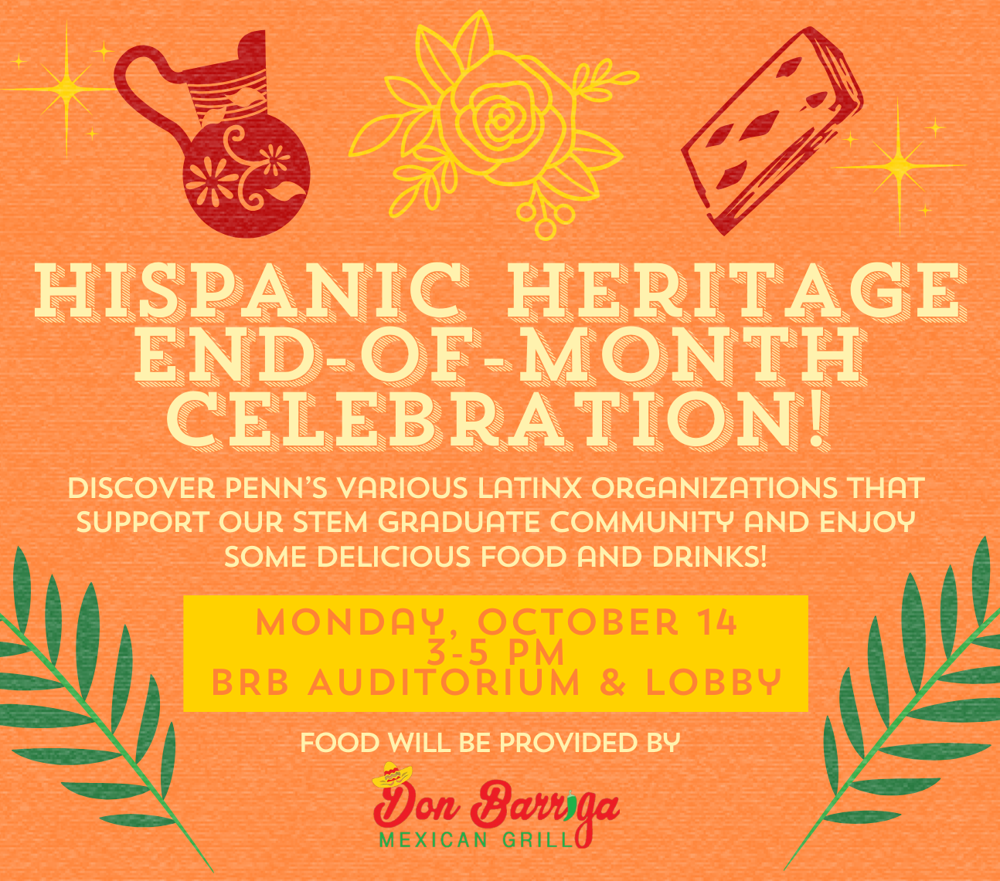 HISPANIC HERITAGE
END-OF-MONTH
CELEBRATION!
DISCOVER PENN'S VARIOUS LATINX ORGANIZATIONS THAT
SUPPORT OUR STEM GRADUATE COMMUNITY AND ENJOY
SOME DELICIOUS FOOD AND DRINKS!
MONDAY, OCTOBER 14
3-5 PM
BRB AUDITORIUM & LOBBY
FOOD WILL BE PROVIDED BY
Don Barriga
MEXICAN GRILL